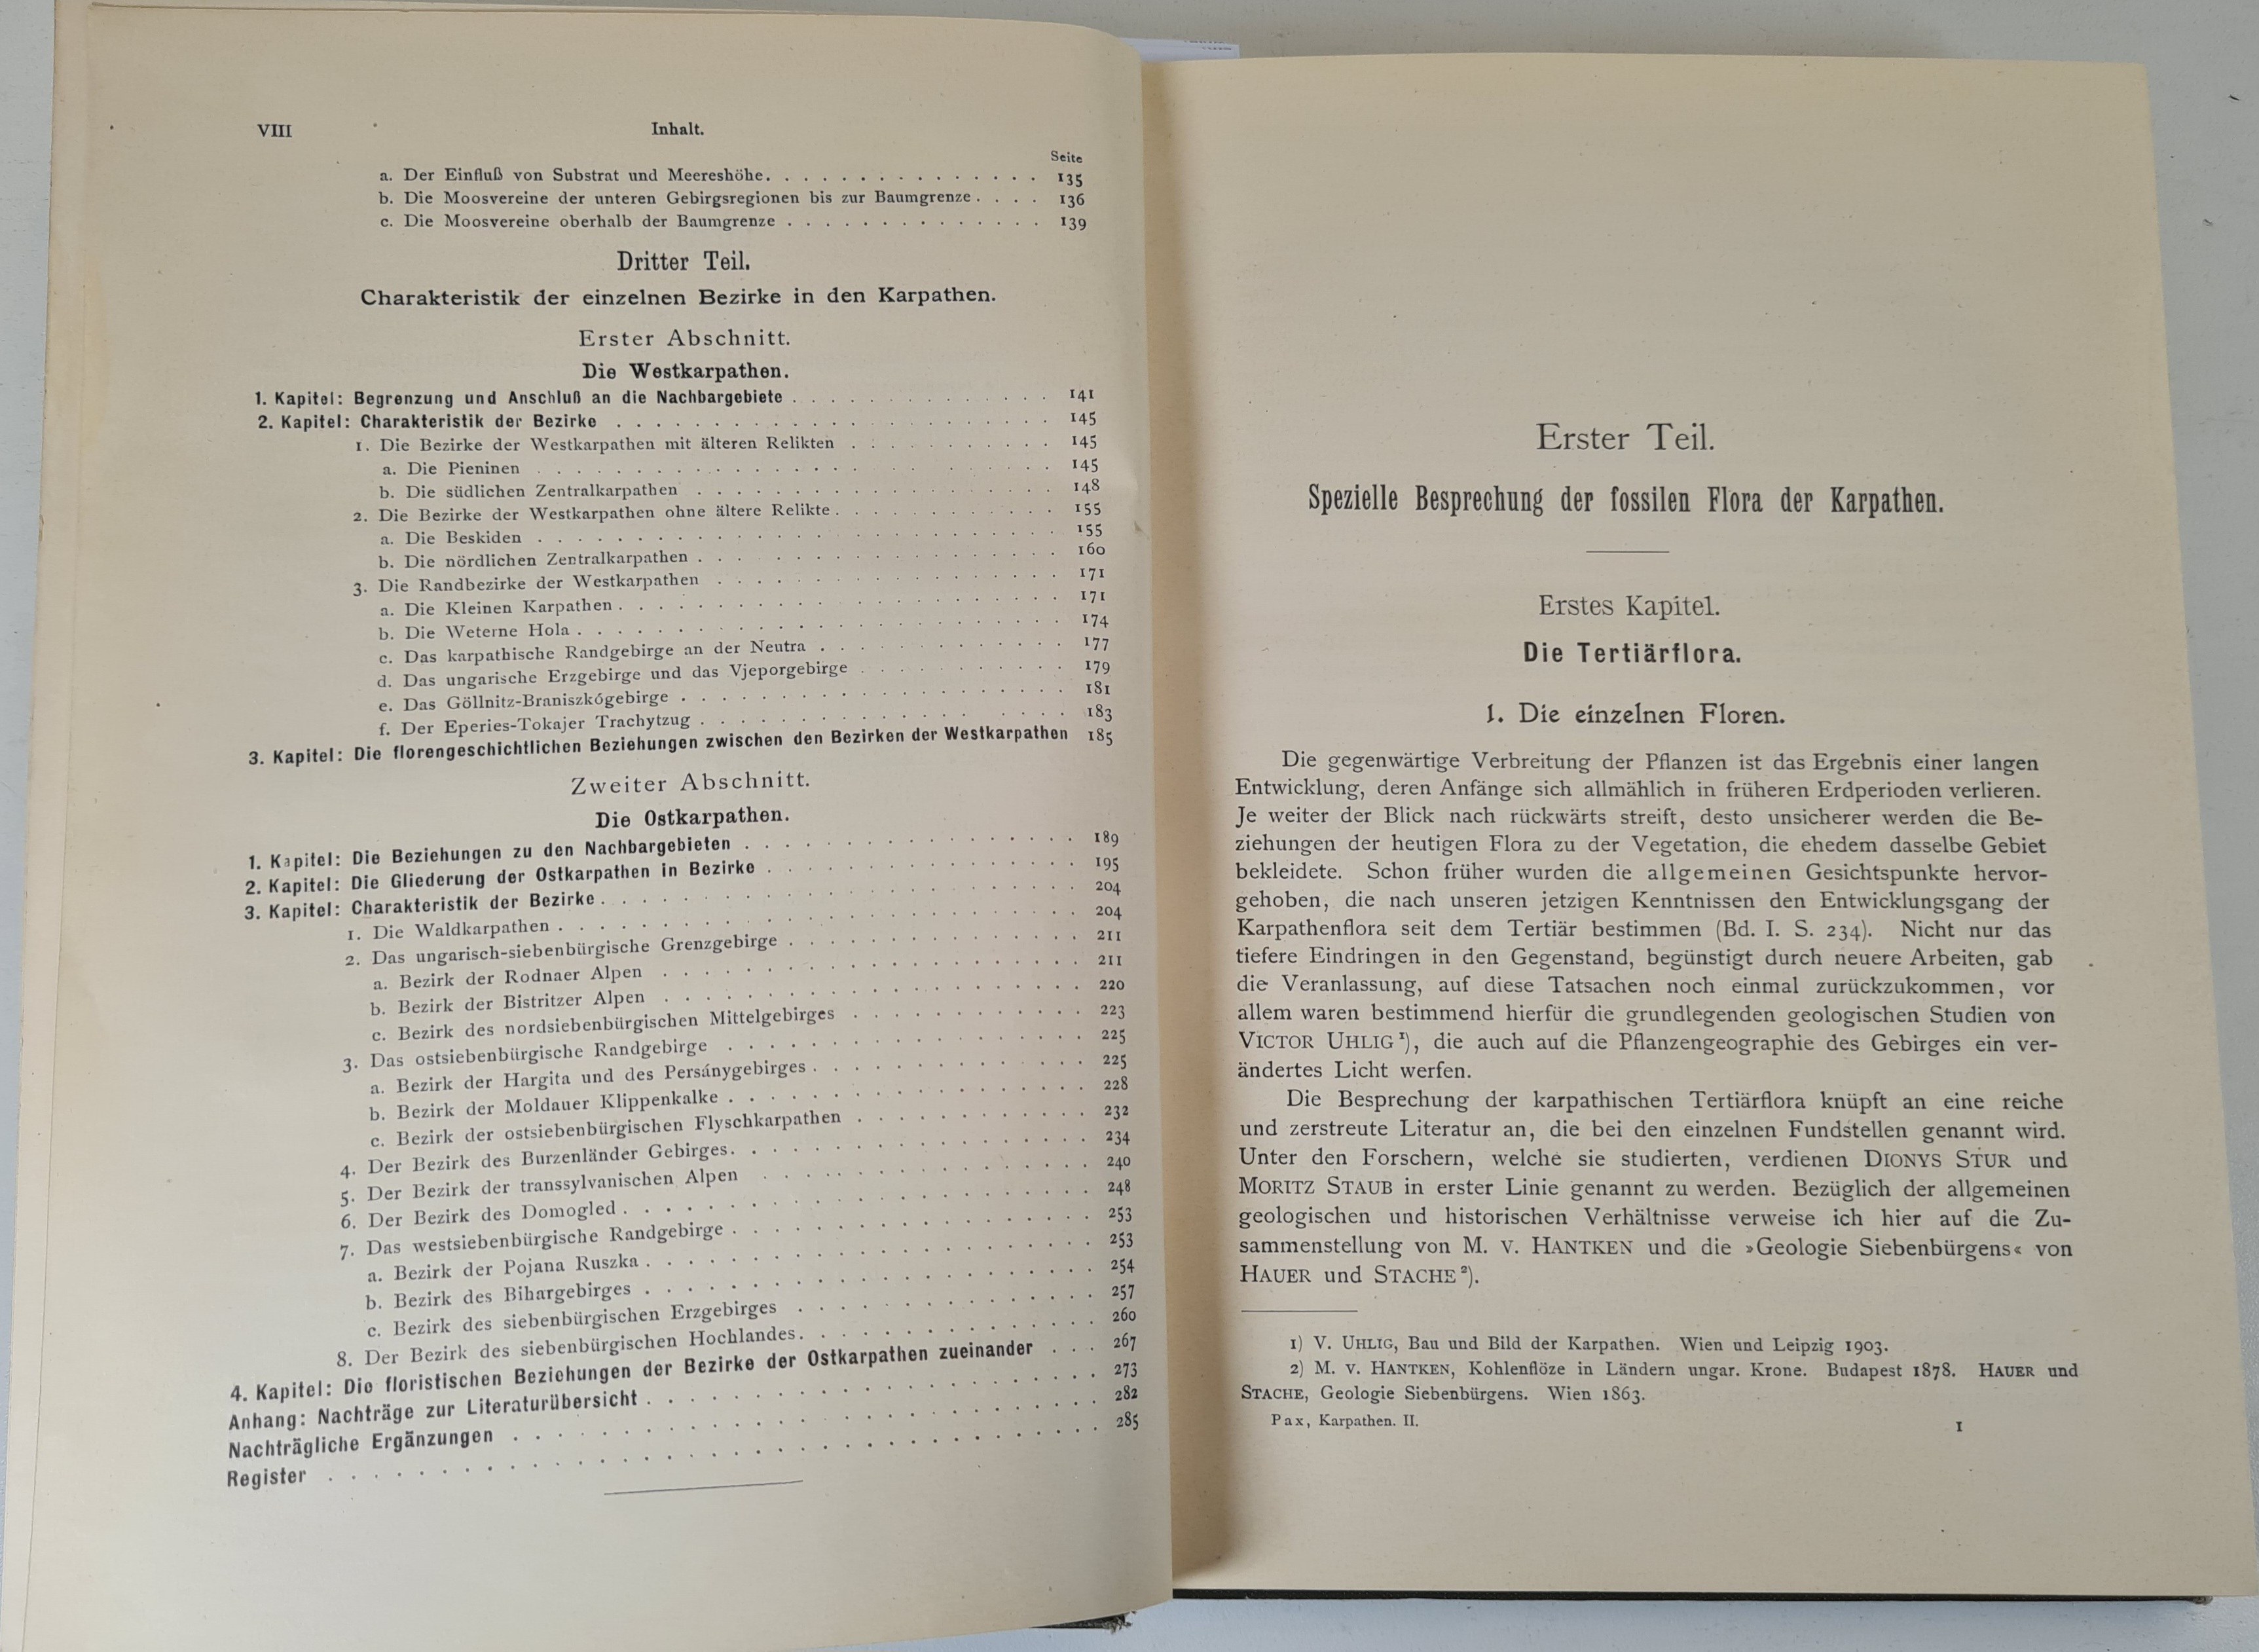 VIII Inhalt.
Seite
a. Der Einfluß von Substrat und Meereshöhe. . . . . . . . . . . . . . . 135
b. Die Moosvereine der unteren Gebirgsregionen bis zur Baumgrenze . . . . 136
c. Die Moosvereine oberhalb der Baumgrenze . . . . . . . . . . . . . 139
Dritter Teil.
Charakteristik der einzelnen Bezirke in den Karpathen.
Erster Abschnitt.
Die Westkarpathen.
1. Kapitel: Begrenzung und Anschluß an die Nachbargebiete . . . . . . . . . . . . . 141
2. Kapitel: Charakteristik der Bezirke . . . . . . . . . . . . . . . . . . . . . 145
1. Die Bezirke der Westkarpathen mit älteren Relikten . . . . . . . . . . 145
a. Die Pieninen . . . . . . . . . . . . . . . . . . . . . . 145
b. Die südlichen Zentralkarpathen . . . . . . . . . . . . . . . . . 148
2. Die Bezirke der Westkarpathen ohne ältere Relikte . . . . . . . . . . . 155
a. Die Beskiden . . . . . . . . . . . . . . . . . . . . . . . 155
b. Die nördlichen Zentralkarpathen . . . . . . . . . . . . . . . . . 160
3. Die Randbezirke der Westkarpathen . . . . . . . . . . . . . . . . . 171
a. Die Kleinen Karpathen . . . . . . . . . . . . . . . . . . . . 171
b. Die Weterne Hola . . . . . . . . . . . . . . . . . . . . . . 174
c. Das karpathische Randgebirge an der Neutra . . . . . . . . . . . . 177
d. Das ungarische Erzgebirge und das Vjeporgebirge . . . . . . . . . . 179
e. Das Göllnitz-Braniszkógebirge . . . . . . . . . . . . . . . . . . 181
f. Der Eperies-Tokajer Trachytzug . . . . . . . . . . . . . . . . . 183
3. Kapitel: Die florengeschichtlichen Beziehungen zwischen den Bezirken der Westkarpathen 185
Zweiter Abschnitt.
Die Ostkarpathen.
1. Kapitel: Die Beziehungen zu den Nachbargebieten . . . . . . . . . . . . . . . . 189
2. Kapitel: Die Gliederung der Ostkarpathen in Bezirke . . . . . . . . . . . . . . . 195
3. Kapitel: Charakteristik der Bezirke . . . . . . . . . . . . . . . . . . . . . . 204
1. Die Waldkarpathen . . . . . . . . . . . . . . . . . . . . . . . 204
2. Das ungarisch-siebenbürgische Grenzgebirge . . . . . . . . . . . . . . 211
a. Bezirk der Rodnaer Alpen . . . . . . . . . . . . . . . . . . . 211
b. Bezirk der Bistritzer Alpen . . . . . . . . . . . . . . . . . . . 220
c. Bezirk des nordsiebenbürgischen Mittelgebirges . . . . . . . . . . . 223
3. Das ostsiebenbürgische Randgebirge . . . . . . . . . . . . . . . . . 225
a. Bezirk der Hargita und des Persánygebirges . . . . . . . . . . . . . 225
b. Bezirk der Moldauer Klippenkalke . . . . . . . . . . . . . . . . . 228
c. Bezirk der ostsiebenbürgischen Flyschkarpathen . . . . . . . . . . . 232
4. Der Bezirk des Burzenländer Gebirges. . . . . . . . . . . . . . . . . 234
5. Der Bezirk der transsylvanischen Alpen . . . . . . . . . . . . . . . . 240
6. Der Bezirk des Domogled . . . . . . . . . . . . . . . . . . . . . 248
7. Das westsiebenbürgische Randgebirge . . . . . . . . . . . . . . . . . 253
a. Bezirk der Pojana Ruszka . . . . . . . . . . . . . . . . . . . . 253
b. Bezirk des Bihargebirges . . . . . . . . . . . . . . . . . . . . 254
c. Bezirk des siebenbürgischen Erzgebirges . . . . . . . . . . . . . . 257
8. Der Bezirk des siebenbürgischen Hochlandes. . . . . . . . . . . . . . . 260
4. Kapitel: Die floristischen Beziehungen der Bezirke der Ostkarpathen zueinander . . . 267
Anhang: Nachträge zur Literaturübersicht . . . . . . . . . . . . . . . . . . . . 273
Nachträgliche Ergänzungen . . . . . . . . . . . . . . . . . . . . . . . . . 282
Register . . . . . . . . . . . . . . . . . . . . . . . . . . . . . . . . 285
Erster Teil.
Spezielle Besprechung der fossilen Flora der Karpathen.
Erstes Kapitel.
Die Tertiärflora.
1. Die einzelnen Floren.
Die gegenwärtige Verbreitung der Pflanzen ist das Ergebnis einer langen
Entwicklung, deren Anfänge sich allmählich in früheren Erdperioden verlieren.
Je weiter der Blick nach rückwärts streift, desto unsicherer werden die Be-
ziehungen der heutigen Flora zu der Vegetation, die ehedem dasselbe Gebiet
bekleidete. Schon früher wurden die allgemeinen Gesichtspunkte hervor-
gehoben, die nach unseren jetzigen Kenntnissen den Entwicklungsgang der
Karpathenflora seit dem Tertiär bestimmen (Bd. I. S. 234). Nicht nur das
tiefere Eindringen in den Gegenstand, begünstigt durch neuere Arbeiten, gab
die Veranlassung, auf diese Tatsachen noch einmal zurückzukommen, vor
allem waren bestimmend hierfür die grundlegenden geologischen Studien von
VICTOR UHLIG¹), die auch auf die Pflanzengeographie des Gebirges ein ver-
ändertes Licht werfen.
Die Besprechung der karpathischen Tertiärflora knüpft an eine reiche
und zerstreute Literatur an, die bei den einzelnen Fundstellen genannt wird.
Unter den Forschern, welche sie studierten, verdienen DIONYS STUR und
MORITZ STAUB in erster Linie genannt zu werden. Bezüglich der allgemeinen
geologischen und historischen Verhältnisse verweise ich hier auf die Zu-
sammenstellung von M. V. HANTKEN und die »Geologie Siebenbürgens« von
HAUER und STACHE²).
1) V. UHLIG, Bau und Bild der Karpathen. Wien und Leipzig 1903.
2) M. V. HANTKEN, Kohlenflöze in Ländern ungar. Krone. Budapest 1878. HAUER und
STACHE, Geologie Siebenbürgens. Wien 1863.
Pax, Karpathen. II. 1